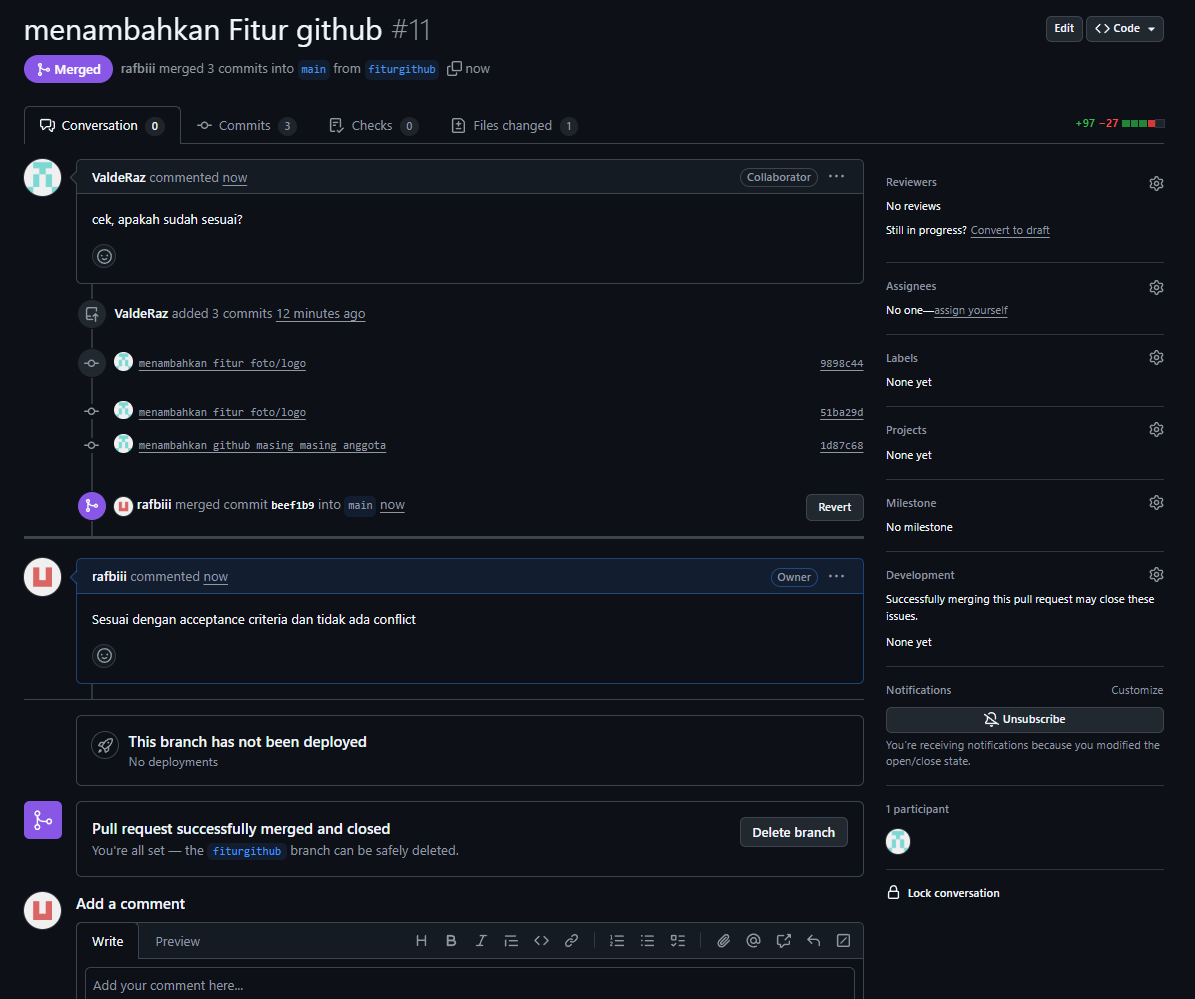 menambahkan Fitur github #11
Edit
Code
Merged
rafbiii merged 3 commits into main from fiturgithub now
Conversation 0
Commits 3
Checks 0
Files changed 1
+97 −27
ValdeRaz commented now
Collaborator
cek, apakah sudah sesuai?
ValdeRaz added 3 commits 12 minutes ago
menambahkan fitur foto/logo 9898c44
menambahkan fitur foto/logo 51ba29d
menambahkan github masing masing anggota 1d87c68
rafbiii merged commit beef1b9 into main now
Revert
rafbiii commented now
Owner
Sesuai dengan acceptance criteria dan tidak ada conflict
This branch has not been deployed
No deployments
Pull request successfully merged and closed
You're all set — the fiturgithub branch can be safely deleted.
Delete branch
Add a comment
Write
Preview
Add your comment here...
Reviewers
No reviews
Still in progress? Convert to draft
Assignees
No one—assign yourself
Labels
None yet
Projects
None yet
Milestone
No milestone
Development
Successfully merging this pull request may close these
issues.
None yet
Notifications
Customize
Unsubscribe
You're receiving notifications because you modified the
open/close state.
1 participant
Lock conversation